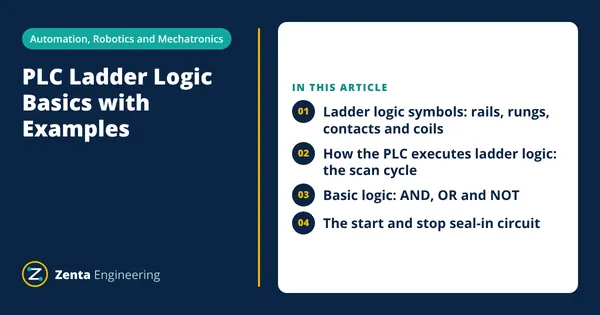 Automation, Robotics and Mechatronics
PLC Ladder Logic
Basics with
Examples
IN THIS ARTICLE
01 Ladder logic symbols: rails, rungs,
contacts and coils
02 How the PLC executes ladder logic:
the scan cycle
03 Basic logic: AND, OR and NOT
04 The start and stop seal-in circuit
Z Zenta Engineering